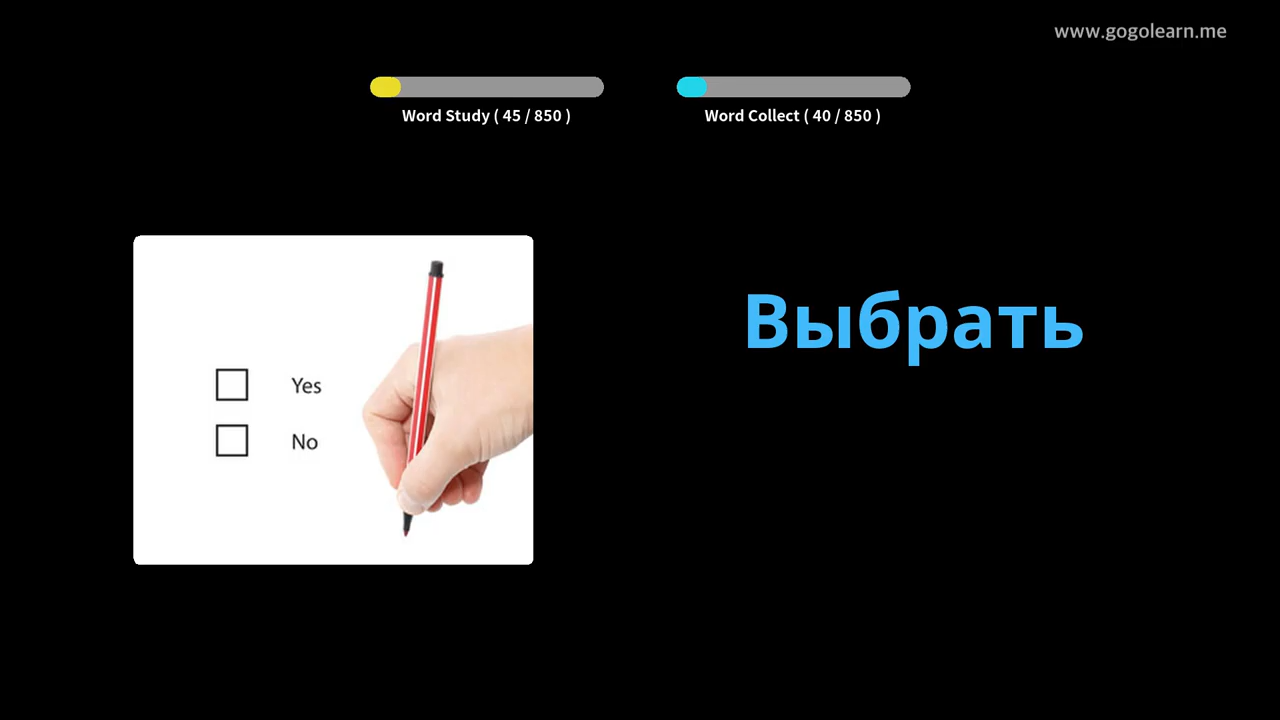 www.gogolearn.me
Word Study ( 45 / 850 )
Word Collect ( 40 / 850 )
Выбрать
Yes
No